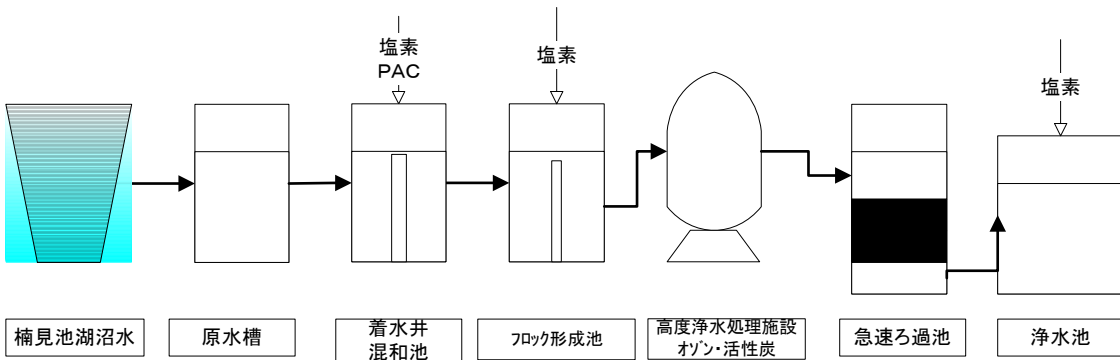 塩素
PAC
塩素
塩素
楠見池湖沼水
原水槽
着水井
混和池
フロック形成池
高度浄水処理施設
オゾン・活性炭
急速ろ過池
浄水池